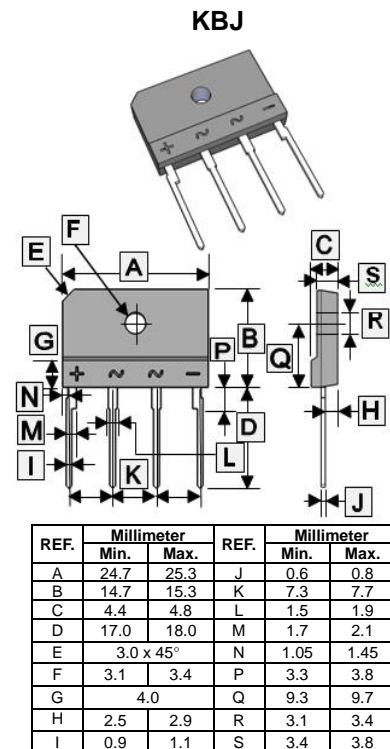 KBJ
+ ~ ~ -
F
A
C
S
E
B
R
G
P
Q
+ ~ ~ -
N
H
M
D
I
K
L
J
REF. Millimeter REF. Millimeter
Min. Max. Min. Max.
A 24.7 25.3 J 0.6 0.8
B 14.7 15.3 K 7.3 7.7
C 4.4 4.8 L 1.5 1.9
D 17.0 18.0 M 1.7 2.1
E 3.0 x 45° N 1.05 1.45
F 3.1 3.4 P 3.3 3.8
G 4.0 Q 9.3 9.7
H 2.5 2.9 R 3.1 3.4
I 0.9 1.1 S 3.4 3.8